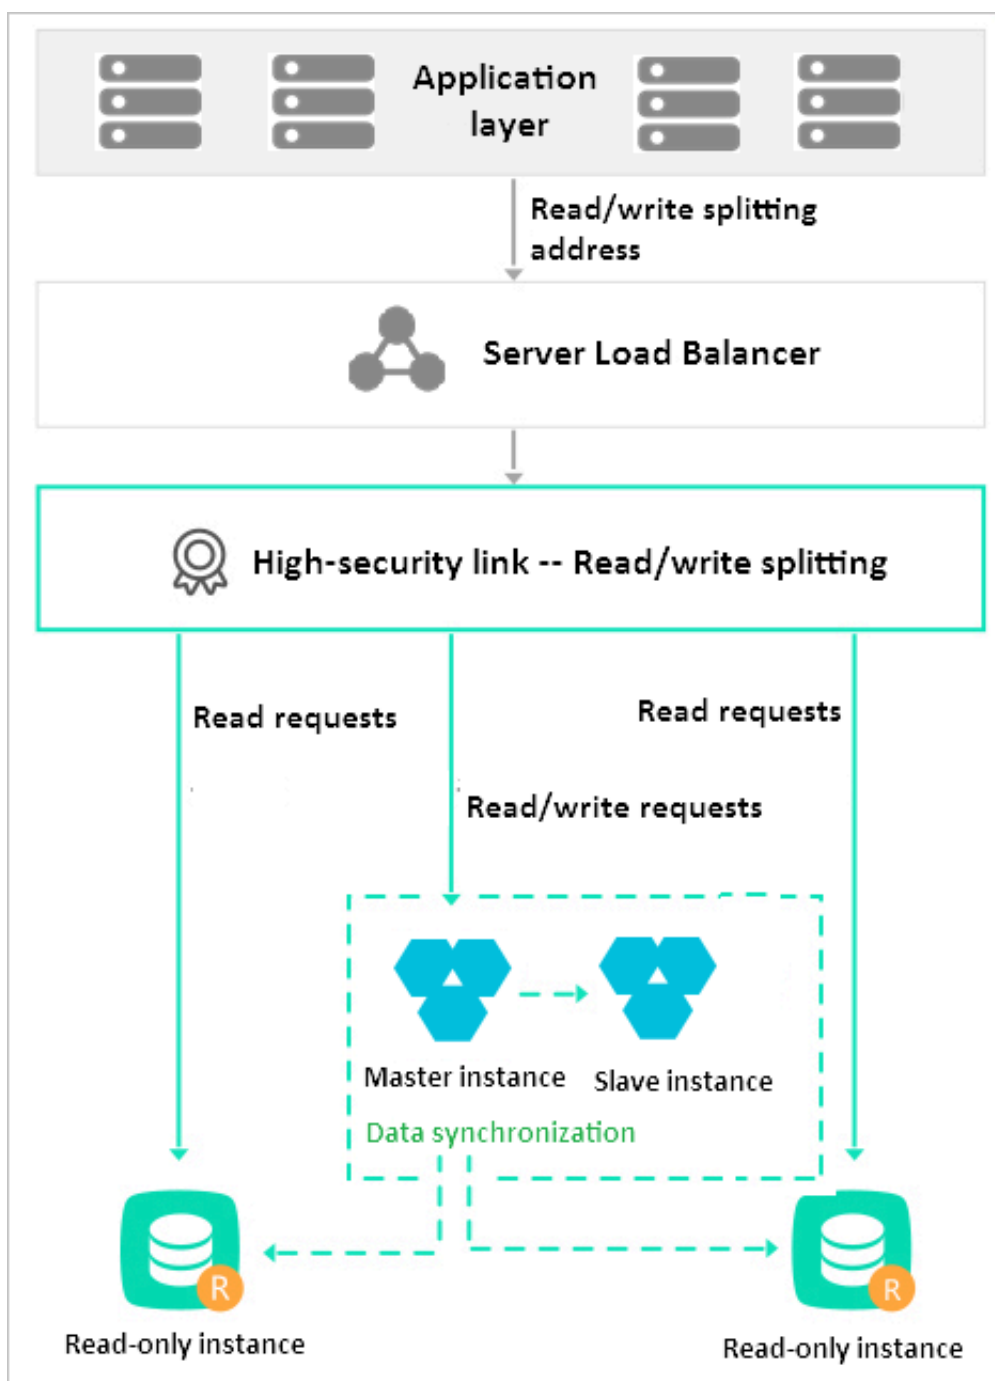 Application
layer
Read/write splitting
address
Server Load Balancer
High-security link -- Read/write splitting
Read requests
Read requests
Read/write requests
Master instance
Slave instance
Data synchronization
R
R
Read-only instance
Read-only instance